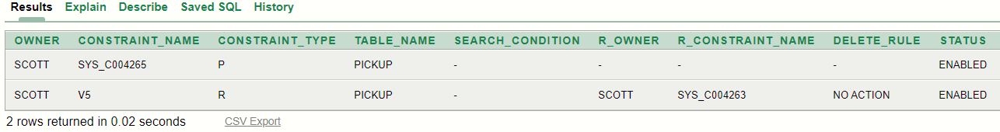 Results Explain Describe Saved SQL History
OWNER CONSTRAINT_NAME CONSTRAINT_TYPE TABLE_NAME SEARCH_CONDITION R_OWNER R_CONSTRAINT_NAME DELETE_RULE STATUS
SCOTT SYS_C004265 P PICKUP - - - - ENABLED
SCOTT V5 R PICKUP - SCOTT SYS_C004263 NO ACTION ENABLED
2 rows returned in 0.02 seconds CSV Export